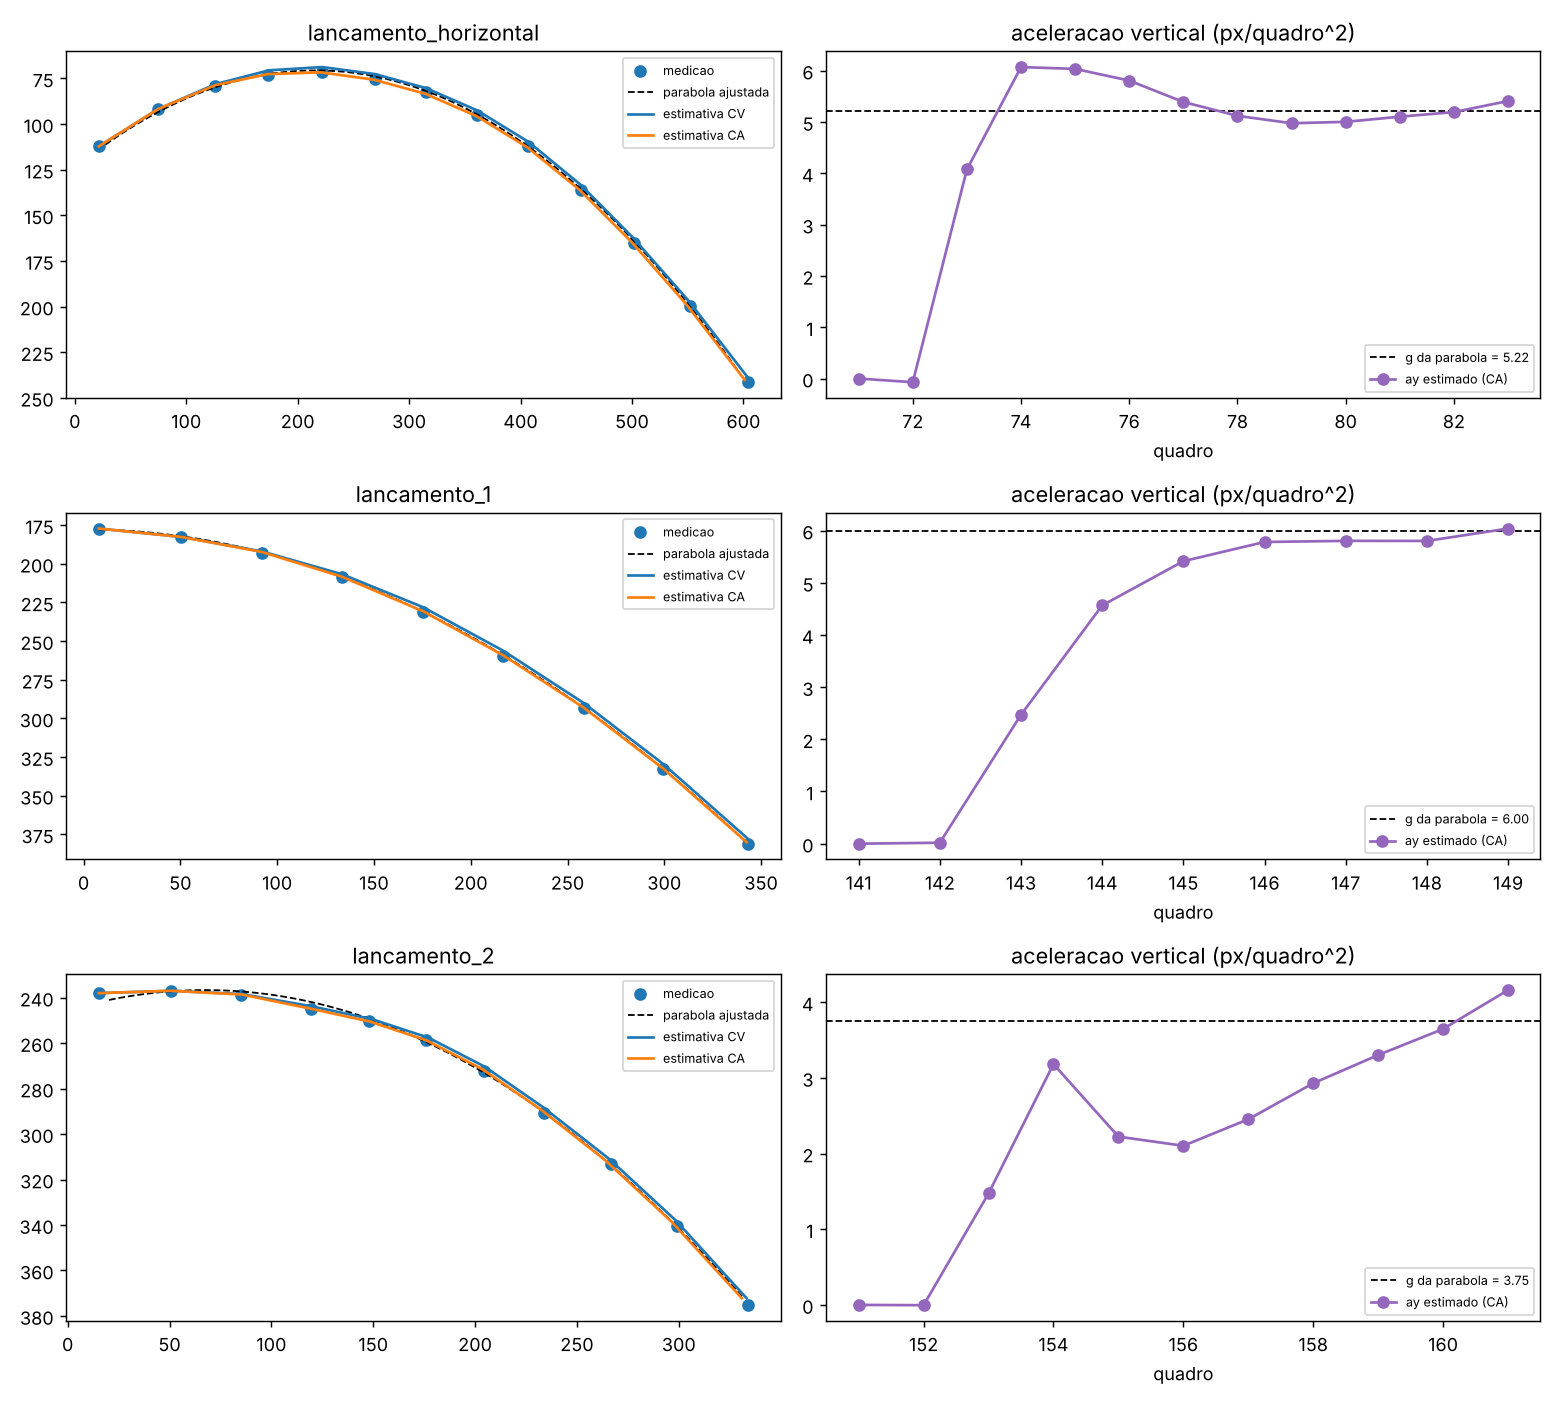 lancamento_horizontal
75
100
125
150
175
200
225
250
0 100 200 300 400 500 600
medicao
parabola ajustada
estimativa CV
estimativa CA
aceleracao vertical (px/quadro^2)
6
5
4
3
2
1
0
72 74 76 78 80 82
quadro
g da parabola = 5.22
ay estimado (CA)
lancamento_1
175
200
225
250
275
300
325
350
375
0 50 100 150 200 250 300 350
medicao
parabola ajustada
estimativa CV
estimativa CA
aceleracao vertical (px/quadro^2)
6
5
4
3
2
1
0
141 142 143 144 145 146 147 148 149
quadro
g da parabola = 6.00
ay estimado (CA)
lancamento_2
240
260
280
300
320
340
360
380
0 50 100 150 200 250 300
medicao
parabola ajustada
estimativa CV
estimativa CA
aceleracao vertical (px/quadro^2)
4
3
2
1
0
152 154 156 158 160
quadro
g da parabola = 3.75
ay estimado (CA)